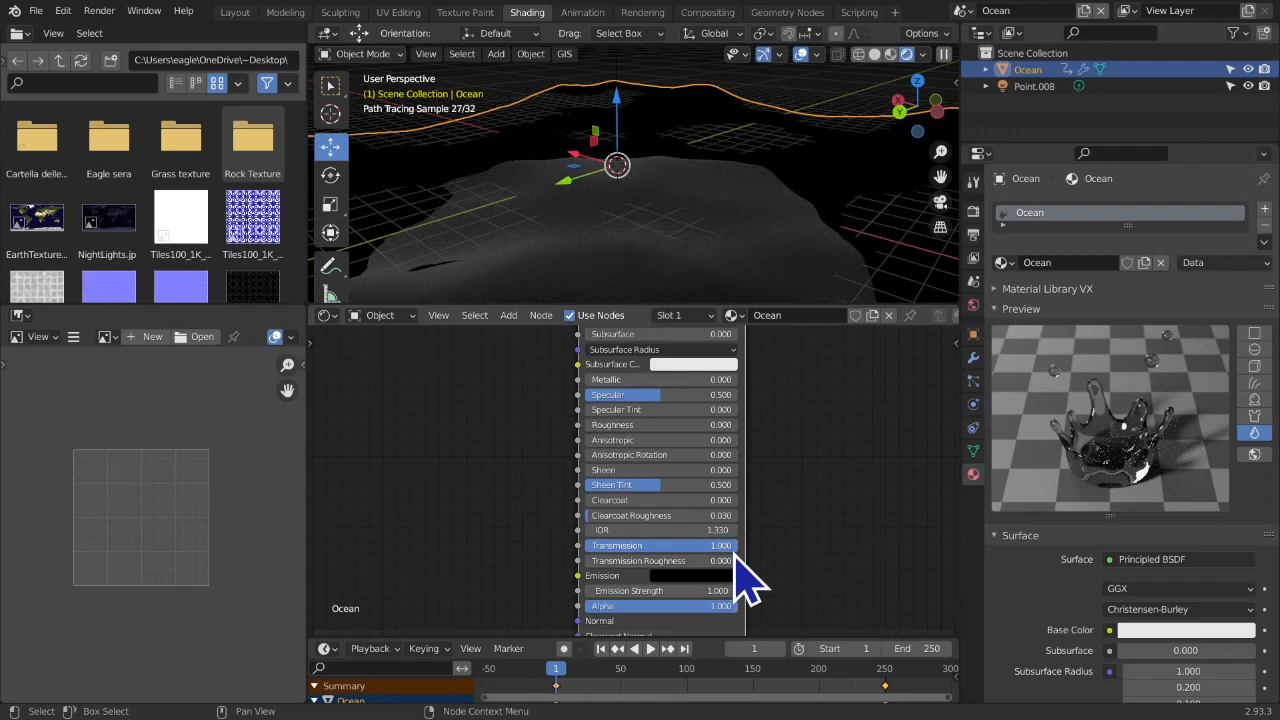 File Edit Render Window Help Layout Modeling Sculpting UV Editing Texture Paint Shading Animation Rendering Compositing Geometry Nodes Scripting + Ocean View Layer
View Select C:\Users\eagle\OneDrive\~Desktop\ Orientation: Default Drag: Select Box Global Options
Object Mode View Select Add Object GIS
User Perspective
(1) Scene Collection | Ocean
Path Tracing Sample 27/32
Z
X
Y
Scene Collection
Ocean
Point.008
Cartella delle... Eagle sera Grass texture Rock Texture
EarthTexture... NightLights.jp Tiles100_1K_... Tiles100_1K_...
View New Open
Object View Select Add Node Use Nodes Slot 1 Ocean
Subsurface 0.000
Subsurface Radius
Subsurface C...
Metallic 0.000
Specular 0.500
Specular Tint 0.000
Roughness 0.000
Anisotropic 0.000
Anisotropic Rotation 0.000
Sheen 0.000
Sheen Tint 0.500
Clearcoat 0.000
Clearcoat Roughness 0.030
IOR 1.330
Transmission 1.000
Transmission Roughness 0.000
Emission
Emission Strength 1.000
Alpha 1.000
Normal
Clearcoat Normal
Ocean
Ocean Ocean
Ocean
Ocean Data
Material Library VX
Preview
Surface
Surface Principled BSDF
GGX
Christensen-Burley
Base Color
Subsurface 0.000
Subsurface Radius 1.000
0.200
0.100
Playback Keying View Marker 1 Start 1 End 250
-50 1 50 100 150 200 250 300
Summary
Ocean
Select Box Select Pan View Node Context Menu 2.93.3